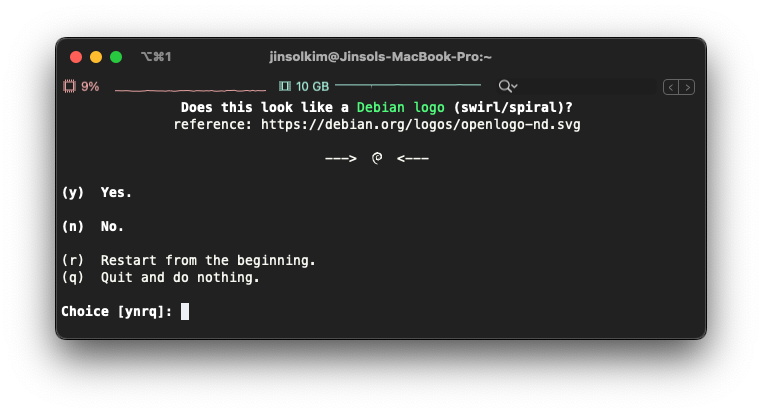 ⌥⌘1 jinsolkim@Jinsols-MacBook-Pro:~
9% 10 GB
Does this look like a Debian logo (swirl/spiral)?
reference: https://debian.org/logos/openlogo-nd.svg
---> <---
(y) Yes.
(n) No.
(r) Restart from the beginning.
(q) Quit and do nothing.
Choice [ynrq]: